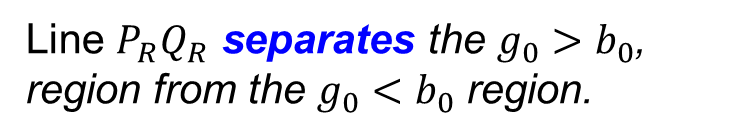 Line P_R Q_R separates the g_0 > b_0,
region from the g_0 < b_0 region.